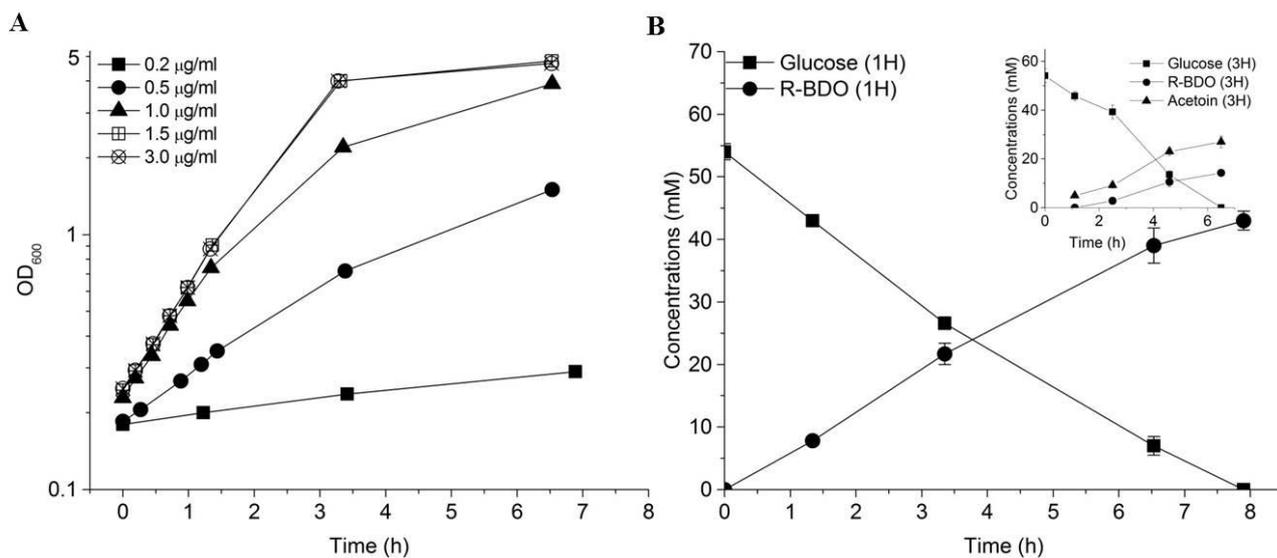 A
5
1
0.1
OD600
0.2 μg/ml
0.5 μg/ml
1.0 μg/ml
1.5 μg/ml
3.0 μg/ml
0 1 2 3 4 5 6 7 8
Time (h)
B
70
60
50
40
30
20
10
0
Concentrations (mM)
Glucose (1H)
R-BDO (1H)
0 1 2 3 4 5 6 7 8
Time (h)
60
40
20
0
Concentrations (mM)
Glucose (3H)
R-BDO (3H)
Acetoin (3H)
0 2 4 6
Time (h)